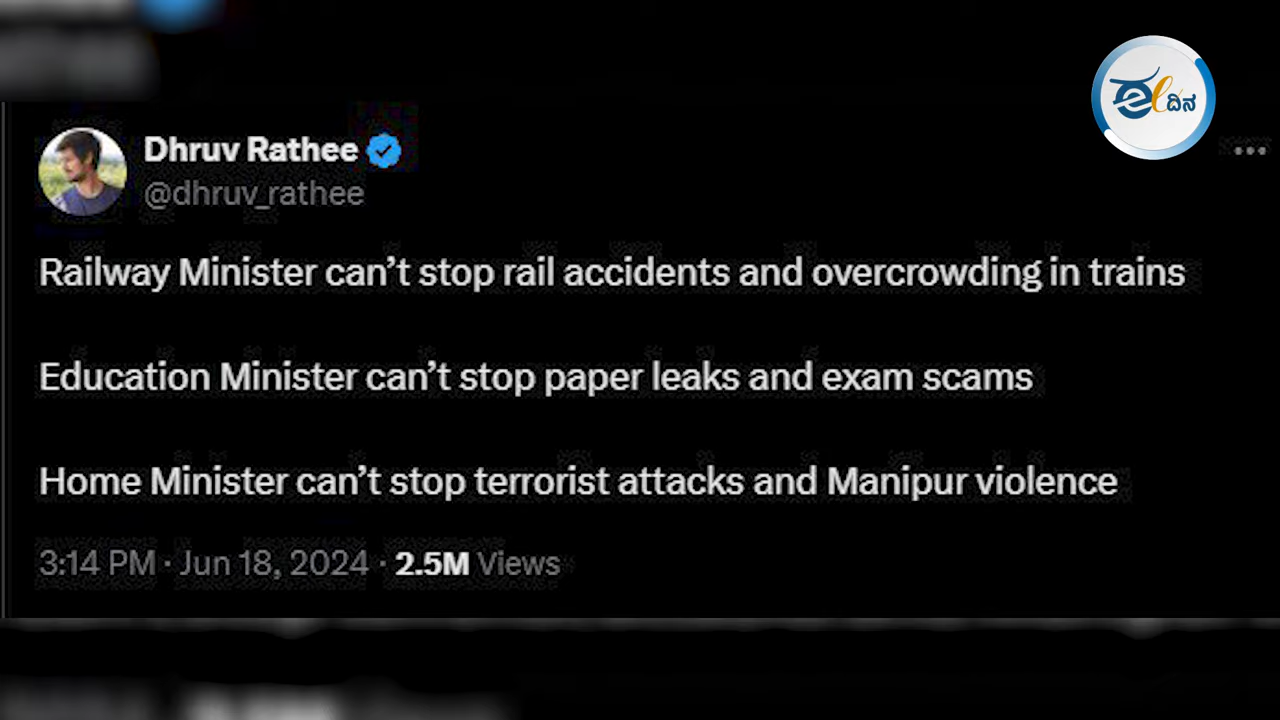 ಈ ದಿನ
Dhruv Rathee
@dhruv_rathee
Railway Minister can’t stop rail accidents and overcrowding in trains
Education Minister can’t stop paper leaks and exam scams
Home Minister can’t stop terrorist attacks and Manipur violence
3:14 PM · Jun 18, 2024 · 2.5M Views